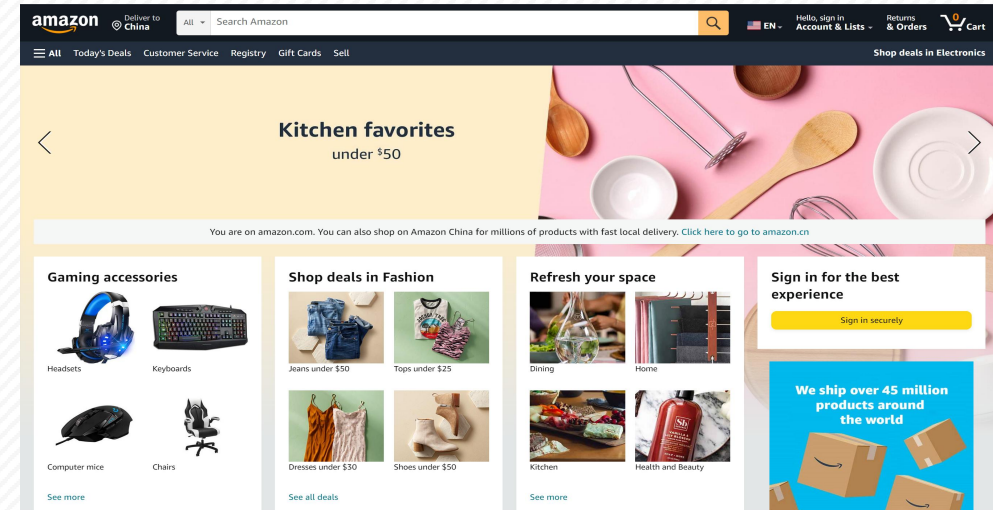 amazon
Deliver to
China
All
Search Amazon
EN
Hello, sign in
Account & Lists
Returns
& Orders
0
Cart
All
Today's Deals
Customer Service
Registry
Gift Cards
Sell
Shop deals in Electronics
Kitchen favorites
under $50
You are on amazon.com. You can also shop on Amazon China for millions of products with fast local delivery. Click here to go to amazon.cn
Gaming accessories
Headsets
Keyboards
Computer mice
Chairs
See more
Shop deals in Fashion
Jeans under $50
Tops under $25
Dresses under $30
Shoes under $50
See all deals
Refresh your space
Dining
Home
Kitchen
Health and Beauty
See more
Sign in for the best
experience
Sign in securely
We ship over 45 million
products around
the world